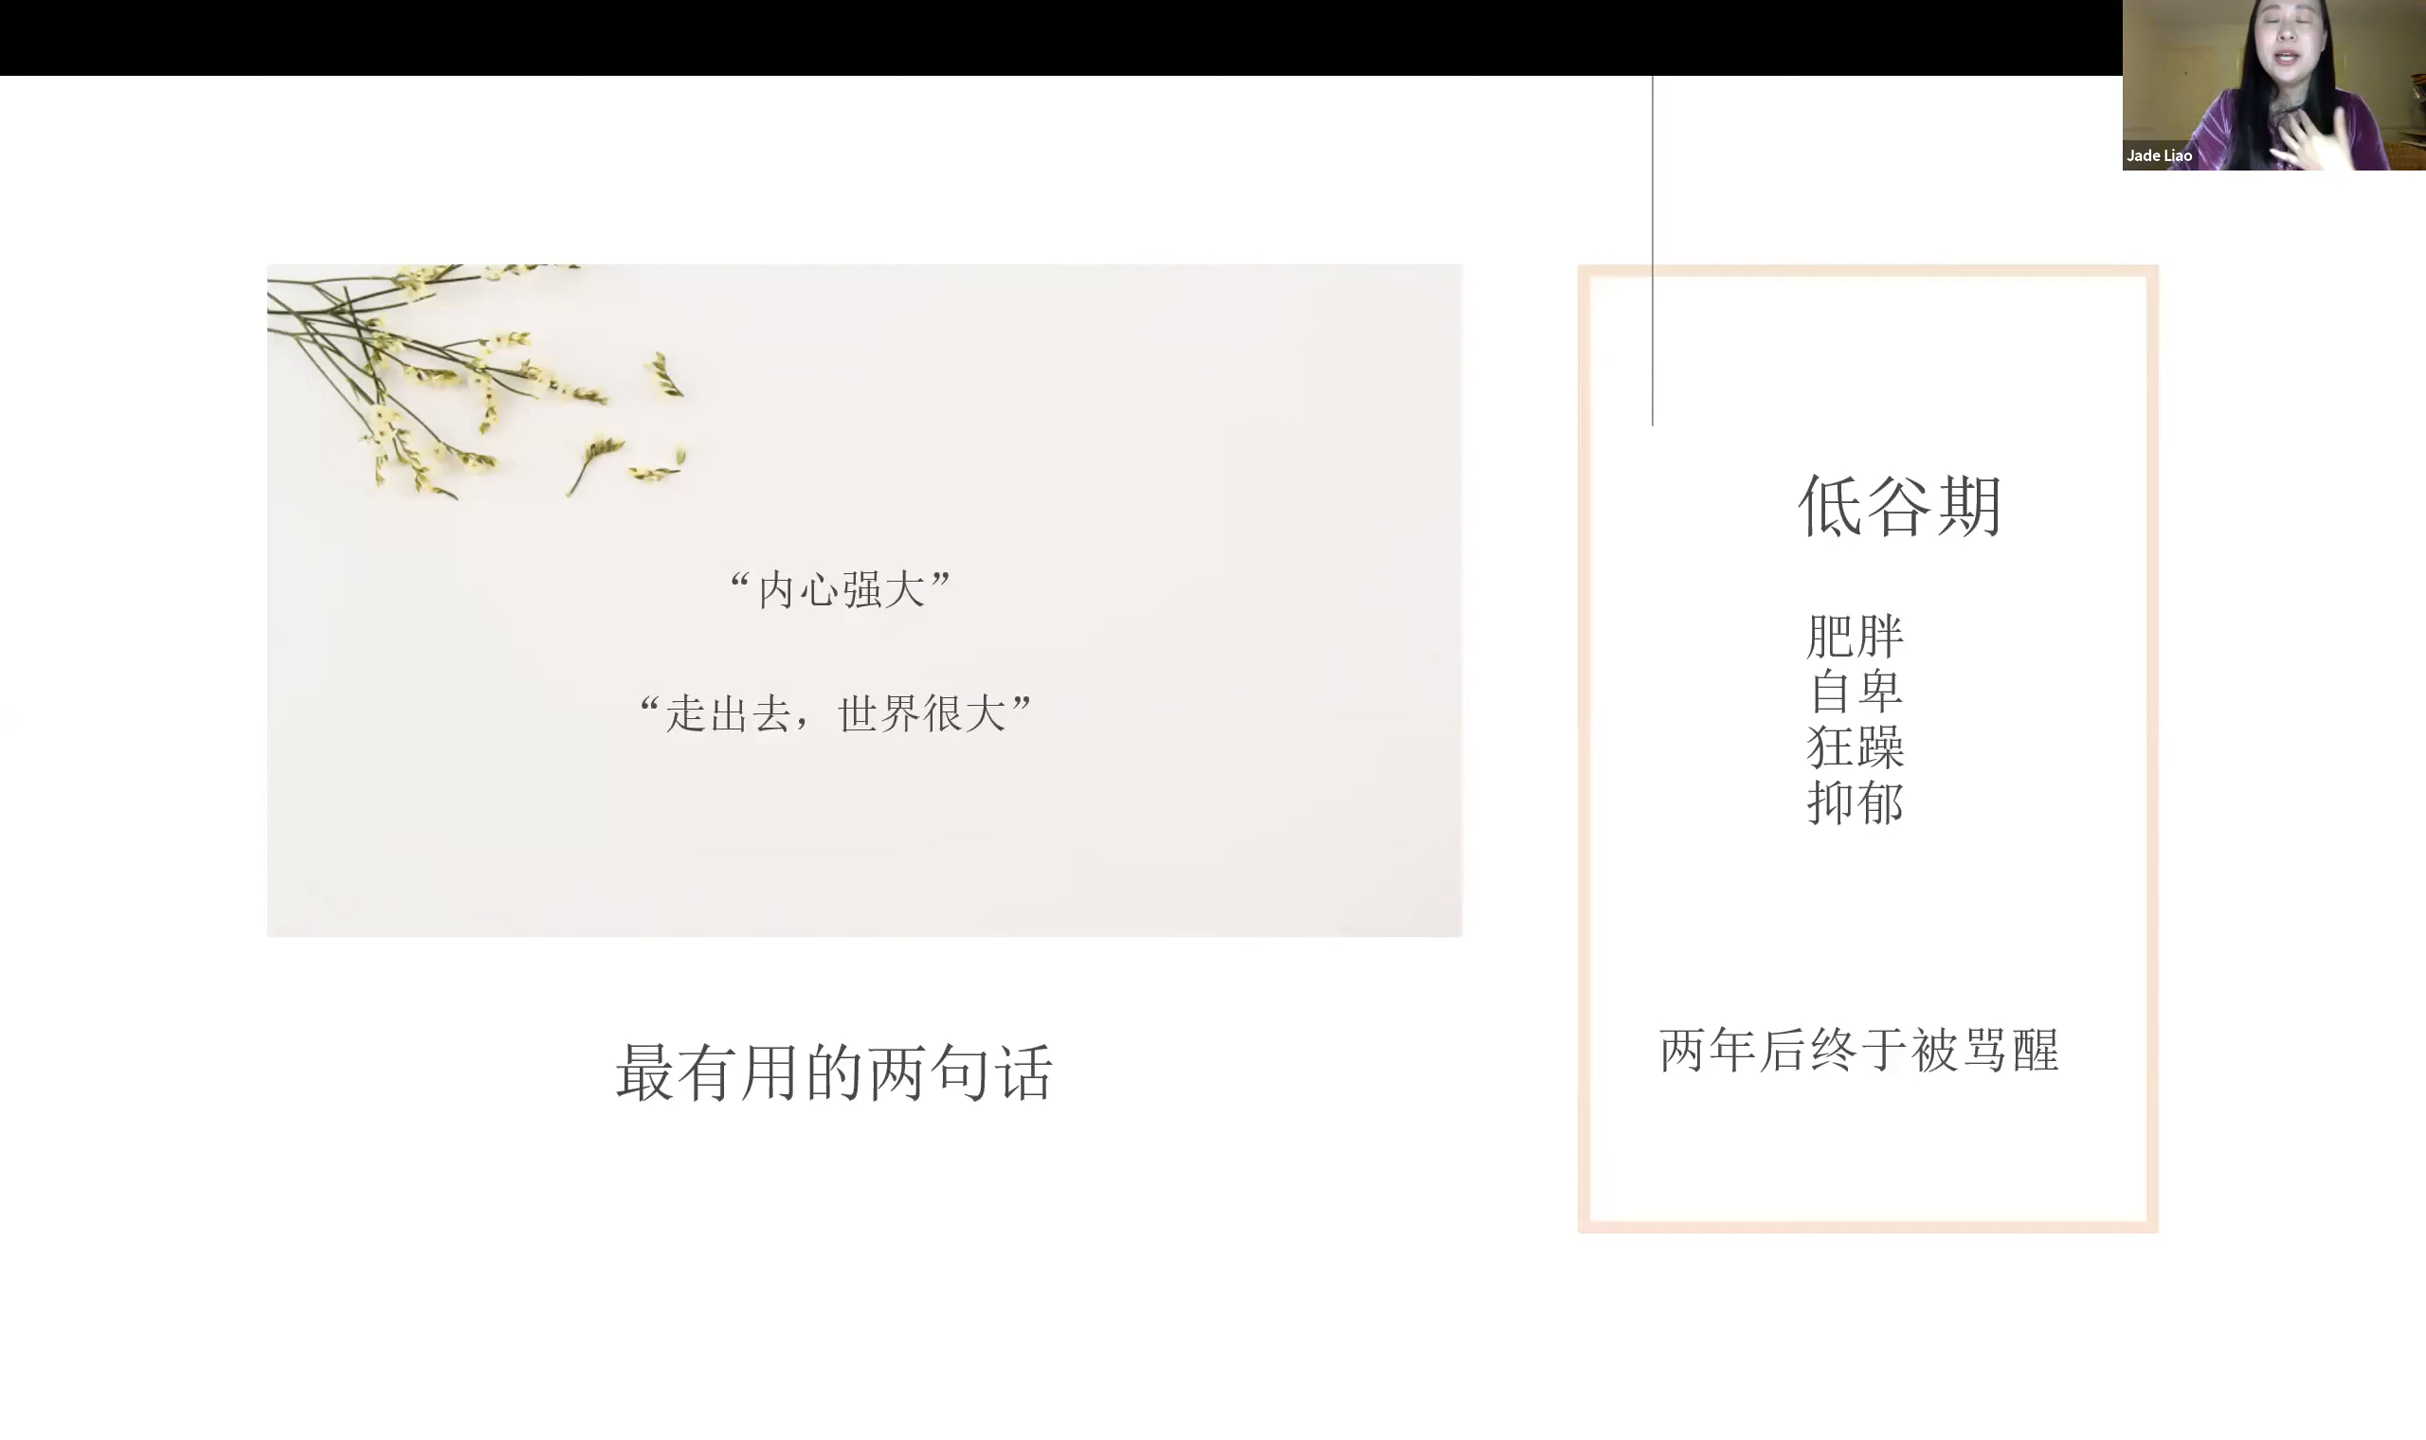 Jade Liao
“内心强大”
“走出去，世界很大”
最有用的两句话
低谷期
肥胖
自卑
狂躁
抑郁
两年后终于被骂醒